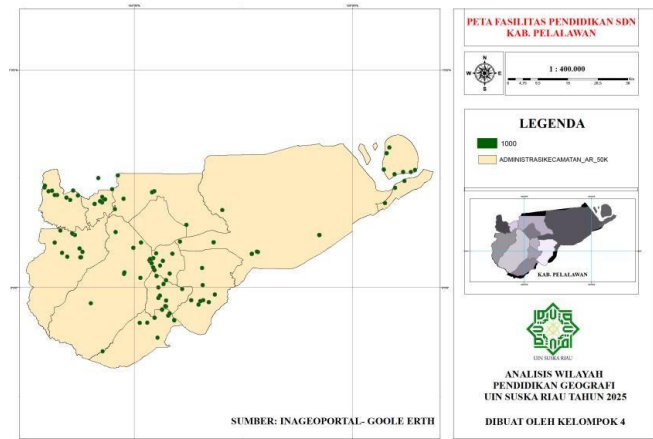 PETA FASILITAS PENDIDIKAN SDN
KAB. PELALAWAN
N
W
E
S
1 : 400.000
LEGENDA
1000
ADMINISTRASIKECAMATAN_AR_50K
KAB. PELALAWAN
UIN SUSKA RIAU
ANALISIS WILAYAH
PENDIDIKAN GEOGRAFI
UIN SUSKA RIAU TAHUN 2025
SUMBER: INAGEOPORTAL- GOOLE ERTH
DIBUAT OLEH KELOMPOK 4